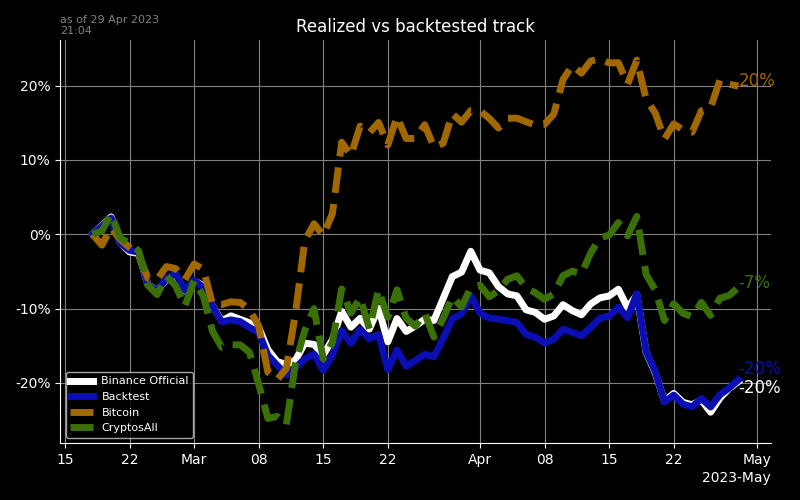 as of 29 Apr 2023
21:04
Realized vs backtested track
20%
10%
0%
-10%
-20%
20%
-7%
-20%
-20%
Binance Official
Backtest
Bitcoin
CryptosAll
15
22
Mar
08
15
22
Apr
08
15
22
May
2023-May